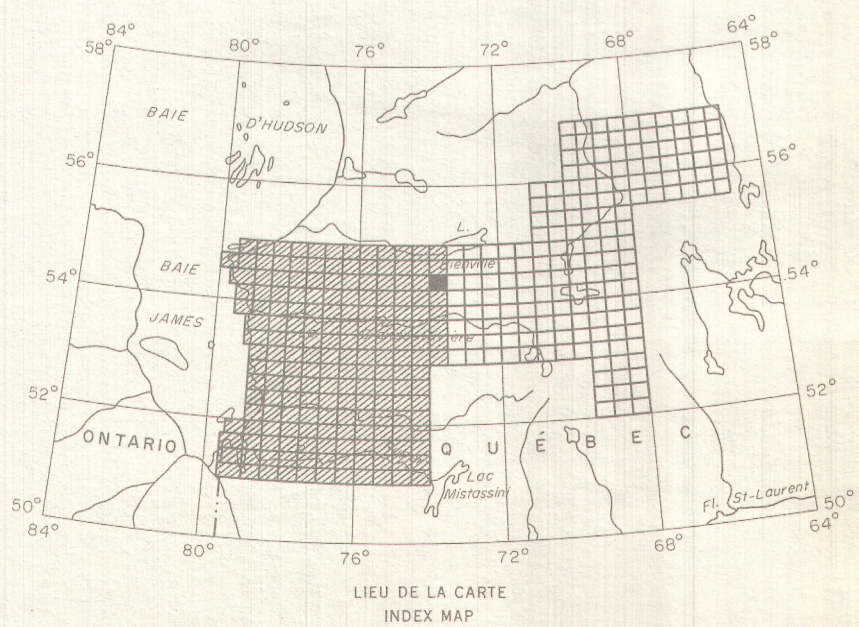 84° 80° 76° 72° 68° 64°
58° 58°
BAIE
D'HUDSON
56° 56°
L.
Bienville
BAIE
54° 54°
JAMES
52° 52°
ONTARIO
QUÉBEC
Lac
Mistassini
Fl. St-Laurent
50° 50°
84° 80° 76° 72° 68° 64°
LIEU DE LA CARTE
INDEX MAP